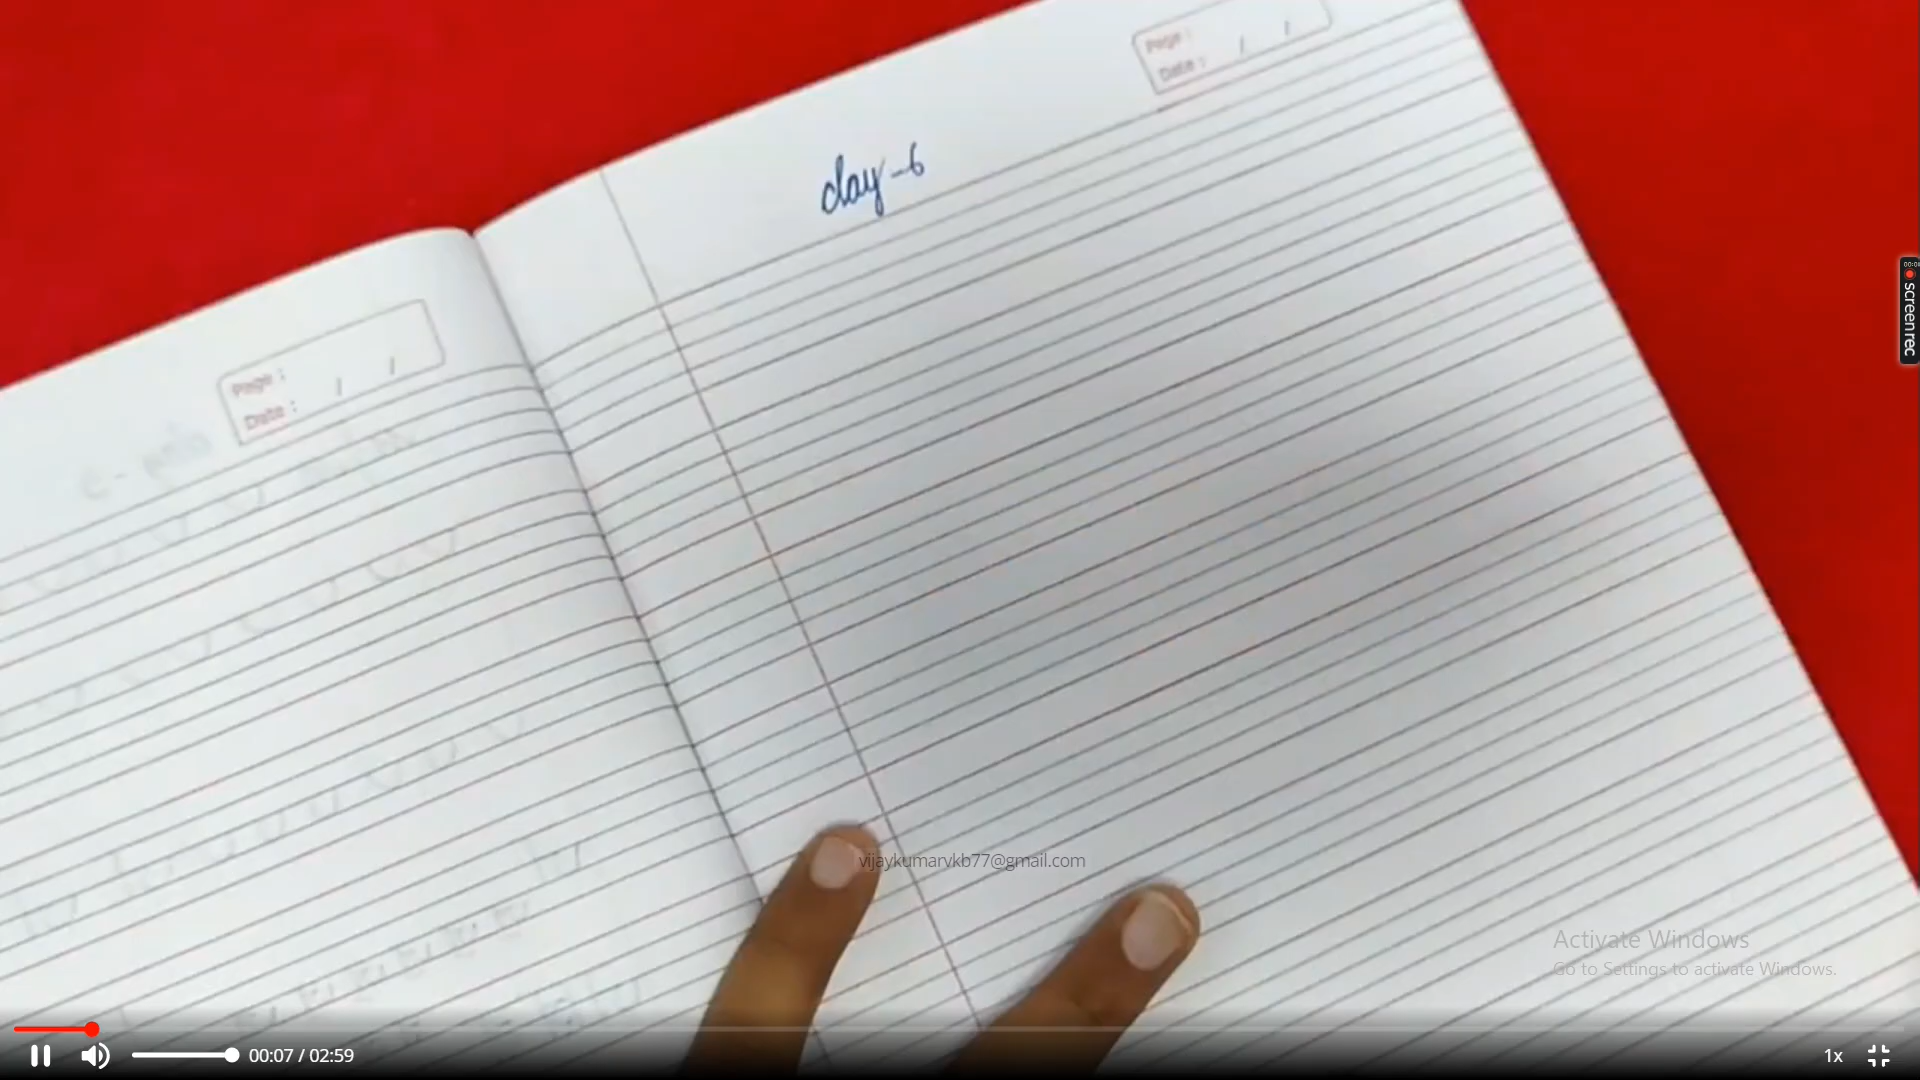 Page :
Date : / /
day-6
Page :
Date : / /
screenrec
vijaykumarvkb77@gmail.com
Activate Windows
Go to Settings to activate Windows.
00:07 / 02:59
1x